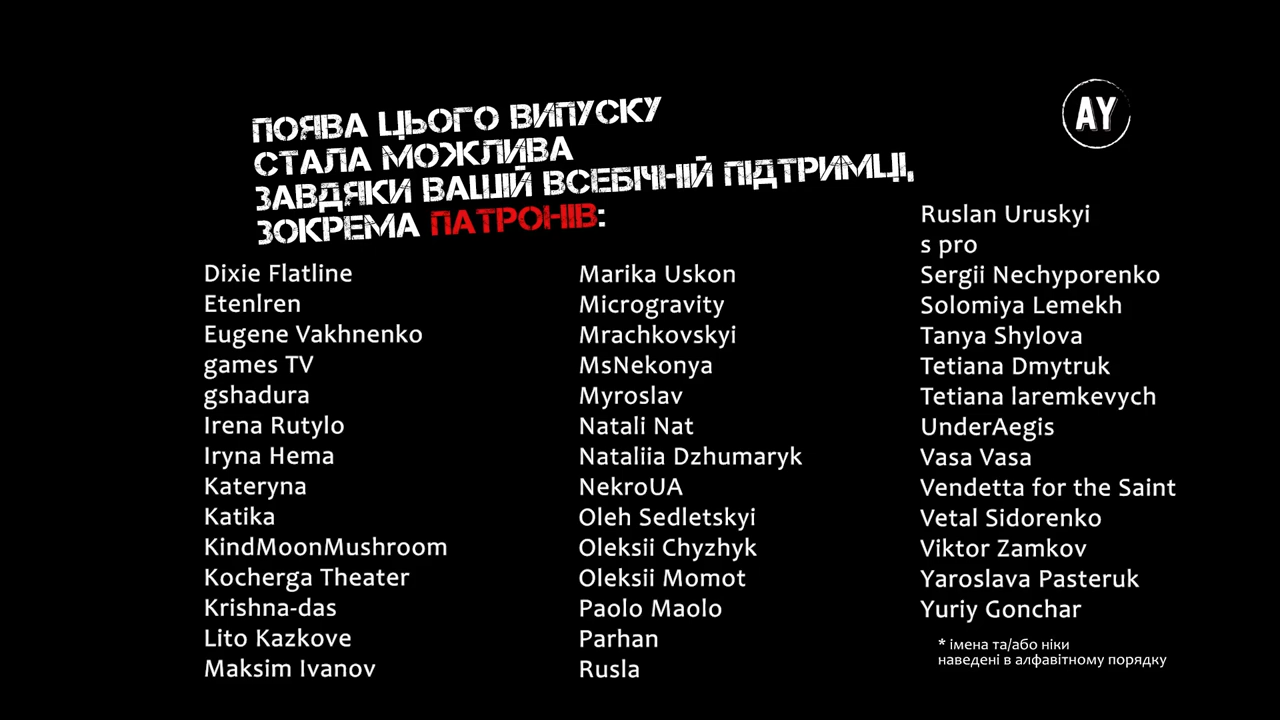 ПОЯВА ЦЬОГО ВИПУСКУ
СТАЛА МОЖЛИВА
ЗАВДЯКИ ВАШІЙ ВСЕБІЧНІЙ ПІДТРИМЦІ,
ЗОКРЕМА ПАТРОНІВ:
AY
Dixie Flatline
Etenlren
Eugene Vakhnenko
games TV
gshadura
Irena Rutylo
Iryna Hema
Kateryna
Katika
KindMoonMushroom
Kocherga Theater
Krishna-das
Lito Kazkove
Maksim Ivanov
Marika Uskon
Microgravity
Mrachkovskyi
MsNekonya
Myroslav
Natali Nat
Nataliia Dzhumaryk
NekroUA
Oleh Sedletskyi
Oleksii Chyzhyk
Oleksii Momot
Paolo Maolo
Parhan
Rusla
Ruslan Uruskyi
s pro
Sergii Nechyporenko
Solomiya Lemekh
Tanya Shylova
Tetiana Dmytruk
Tetiana laremkevych
UnderAegis
Vasa Vasa
Vendetta for the Saint
Vetal Sidorenko
Viktor Zamkov
Yaroslava Pasteruk
Yuriy Gonchar
* імена та/або ніки
наведені в алфавітному порядку